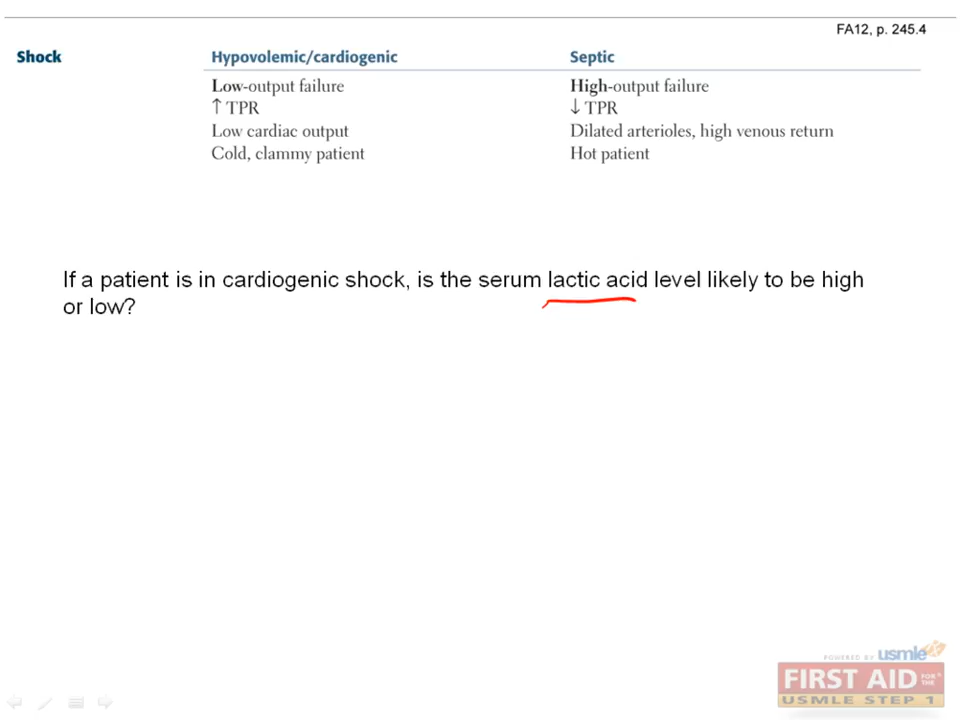 FA12, p. 245.4
Shock
Hypovolemic/cardiogenic
Septic
Low-output failure
High-output failure
↑ TPR
↓ TPR
Low cardiac output
Dilated arterioles, high venous return
Cold, clammy patient
Hot patient
If a patient is in cardiogenic shock, is the serum lactic acid level likely to be high
or low?
POWERED BY usmleRx
FIRST AID FOR THE®
USMLE STEP 1